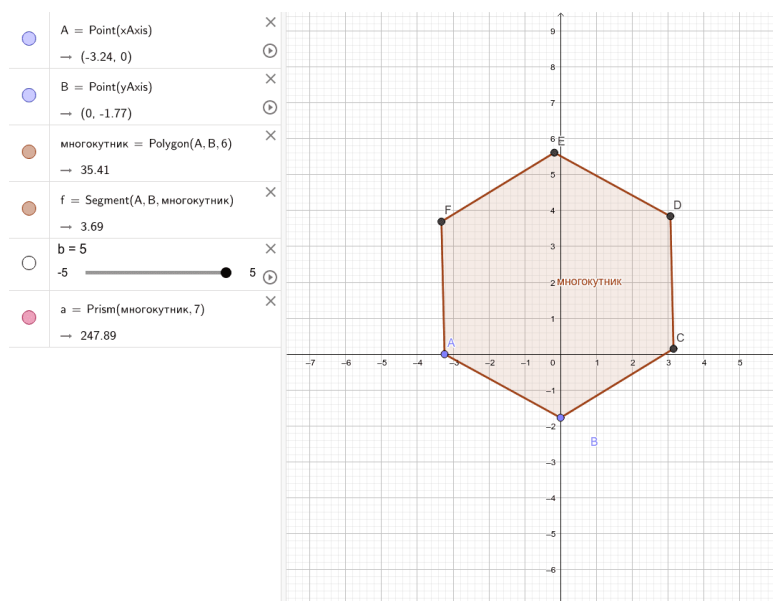 A = Point(xAxis)
→ (-3.24, 0)
B = Point(yAxis)
→ (0, -1.77)
многокутник = Polygon(A, B, 6)
→ 35.41
f = Segment(A, B, многокутник)
→ 3.69
b = 5
-5 5
a = Prism(многокутник, 7)
→ 247.89
9
8
7
6
E
5
F
D
4
3
2
многокутник
1
A
C
–7 –6 –5 –4 –3 –2 –1 0 1 2 3 4 5
–1
–2
B
–3
–4
–5
–6